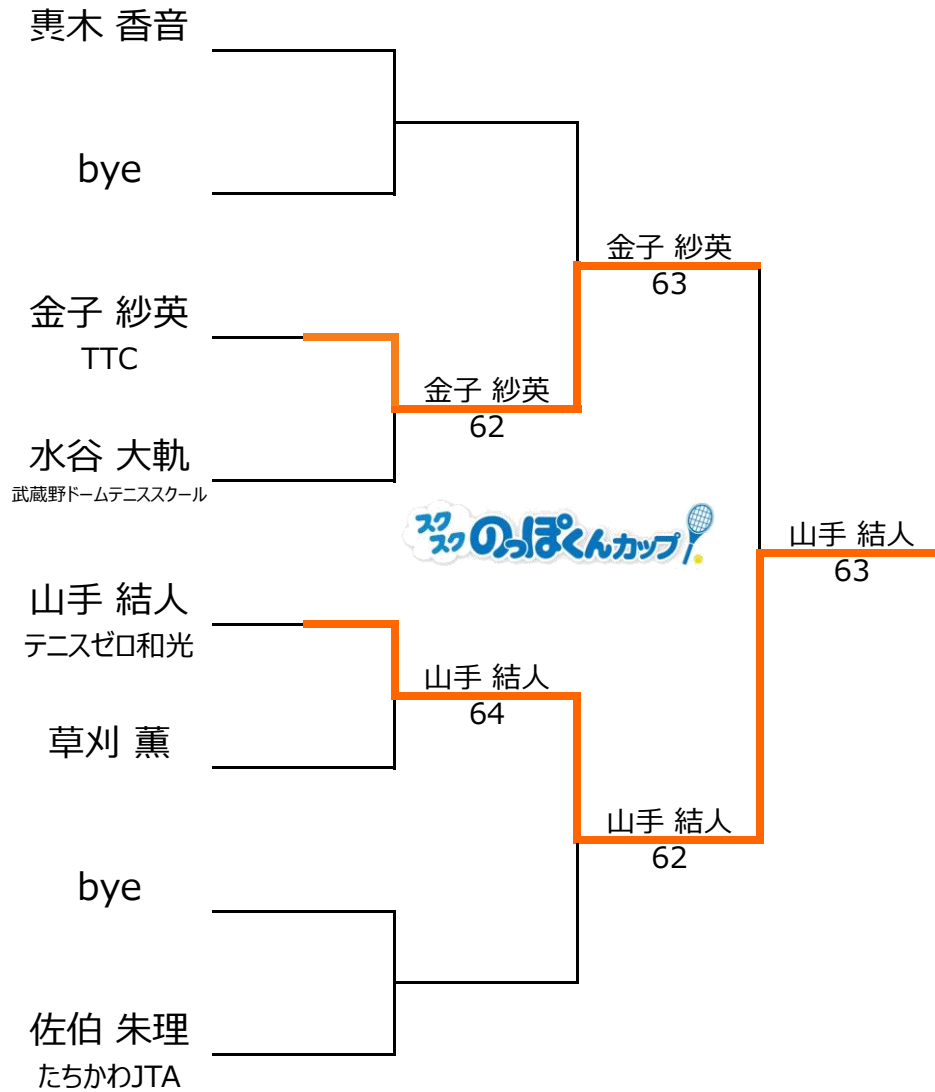 香音
bye
金子 紗英
63
金子 紗英
TTC
金子 紗英
62
水谷 大軌
武蔵野ドームテニススクール
スクスク のっぽくんカップ
山手 結人
63
山手 結人
テニスゼロ和光
山手 結人
64
草刈 薫
山手 結人
62
bye
佐伯 朱理
たちかわJTA